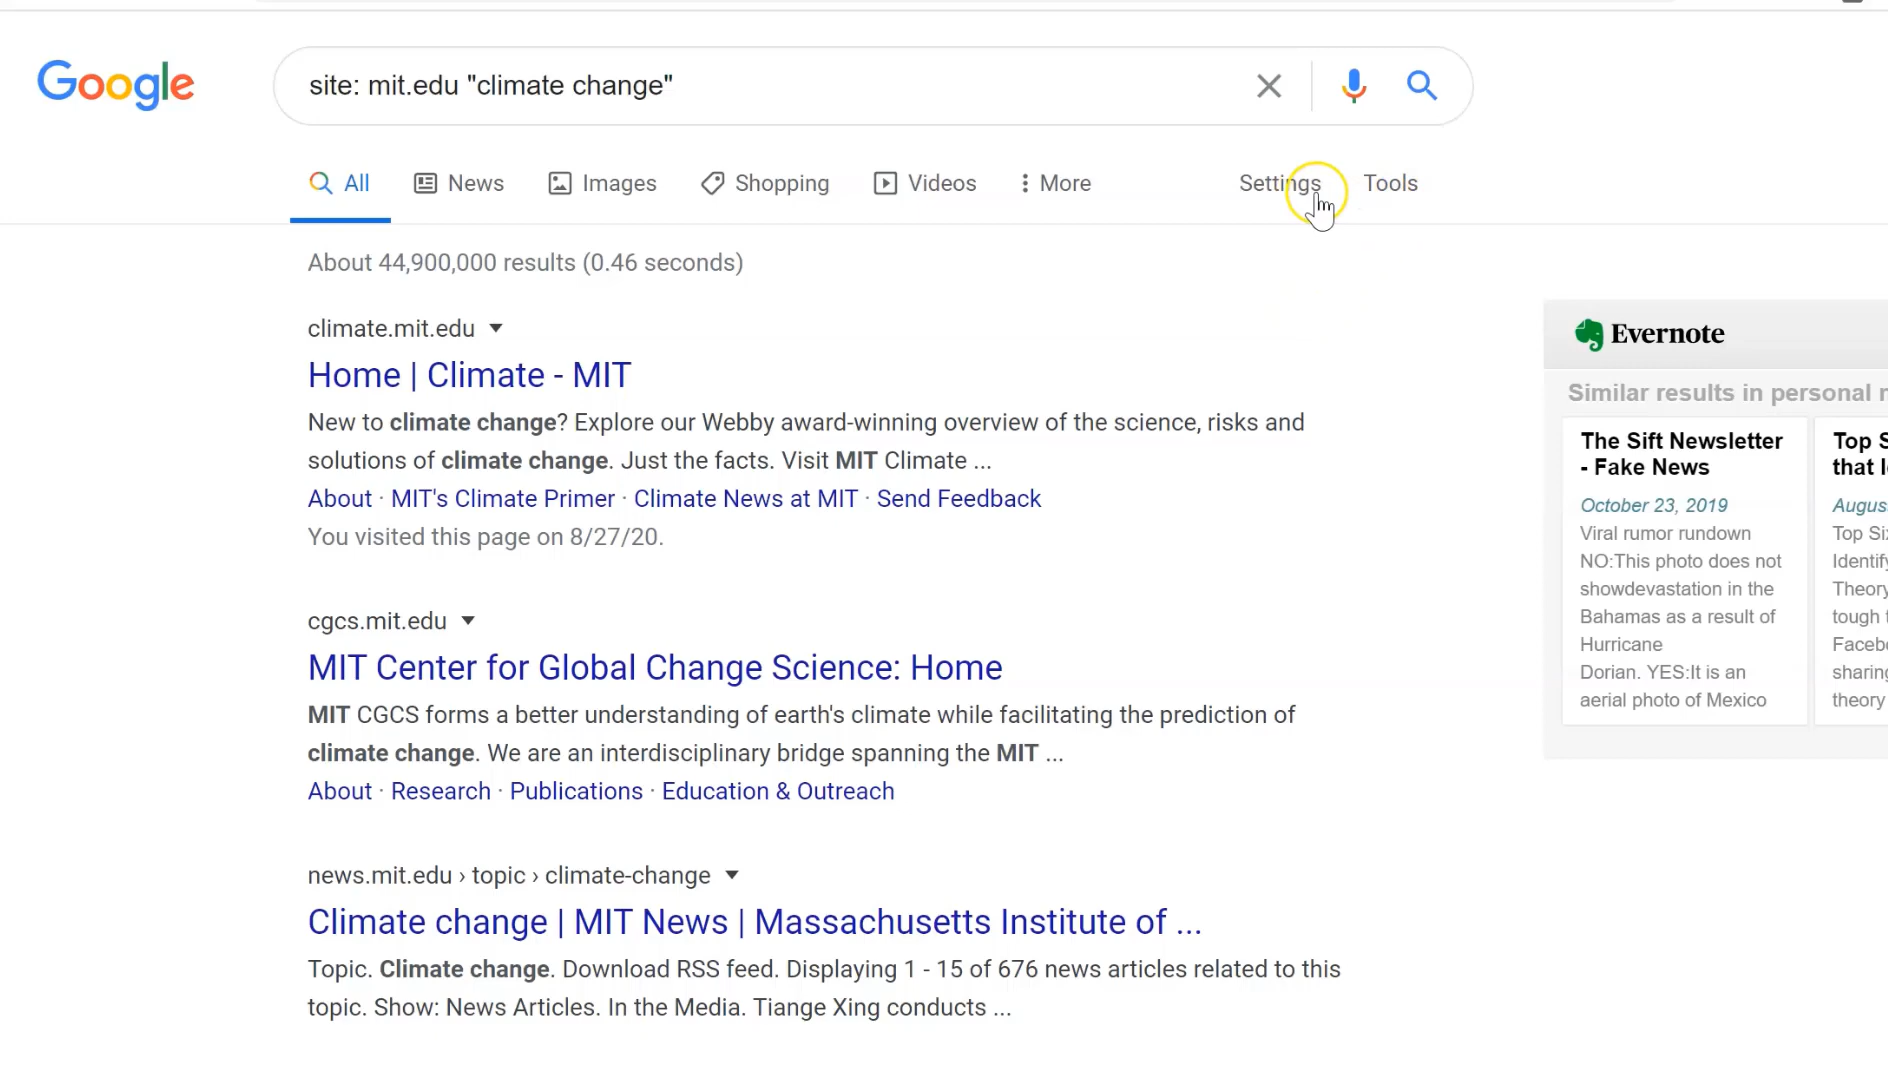 Google
site: mit.edu "climate change"
All News Images Shopping Videos More Settings Tools
About 44,900,000 results (0.46 seconds)
climate.mit.edu
Home | Climate - MIT
New to climate change? Explore our Webby award-winning overview of the science, risks and
solutions of climate change. Just the facts. Visit MIT Climate ...
About · MIT's Climate Primer · Climate News at MIT · Send Feedback
You visited this page on 8/27/20.
cgcs.mit.edu
MIT Center for Global Change Science: Home
MIT CGCS forms a better understanding of earth's climate while facilitating the prediction of
climate change. We are an interdisciplinary bridge spanning the MIT ...
About · Research · Publications · Education & Outreach
news.mit.edu › topic › climate-change
Climate change | MIT News | Massachusetts Institute of ...
Topic. Climate change. Download RSS feed. Displaying 1 - 15 of 676 news articles related to this
topic. Show: News Articles. In the Media. Tiange Xing conducts ...
Evernote
Similar results in personal
The Sift Newsletter
- Fake News
October 23, 2019
Viral rumor rundown
NO:This photo does not
showdevastation in the
Bahamas as a result of
Hurricane
Dorian. YES:It is an
aerial photo of Mexico
Top
that
Top
Theory
tough
theory